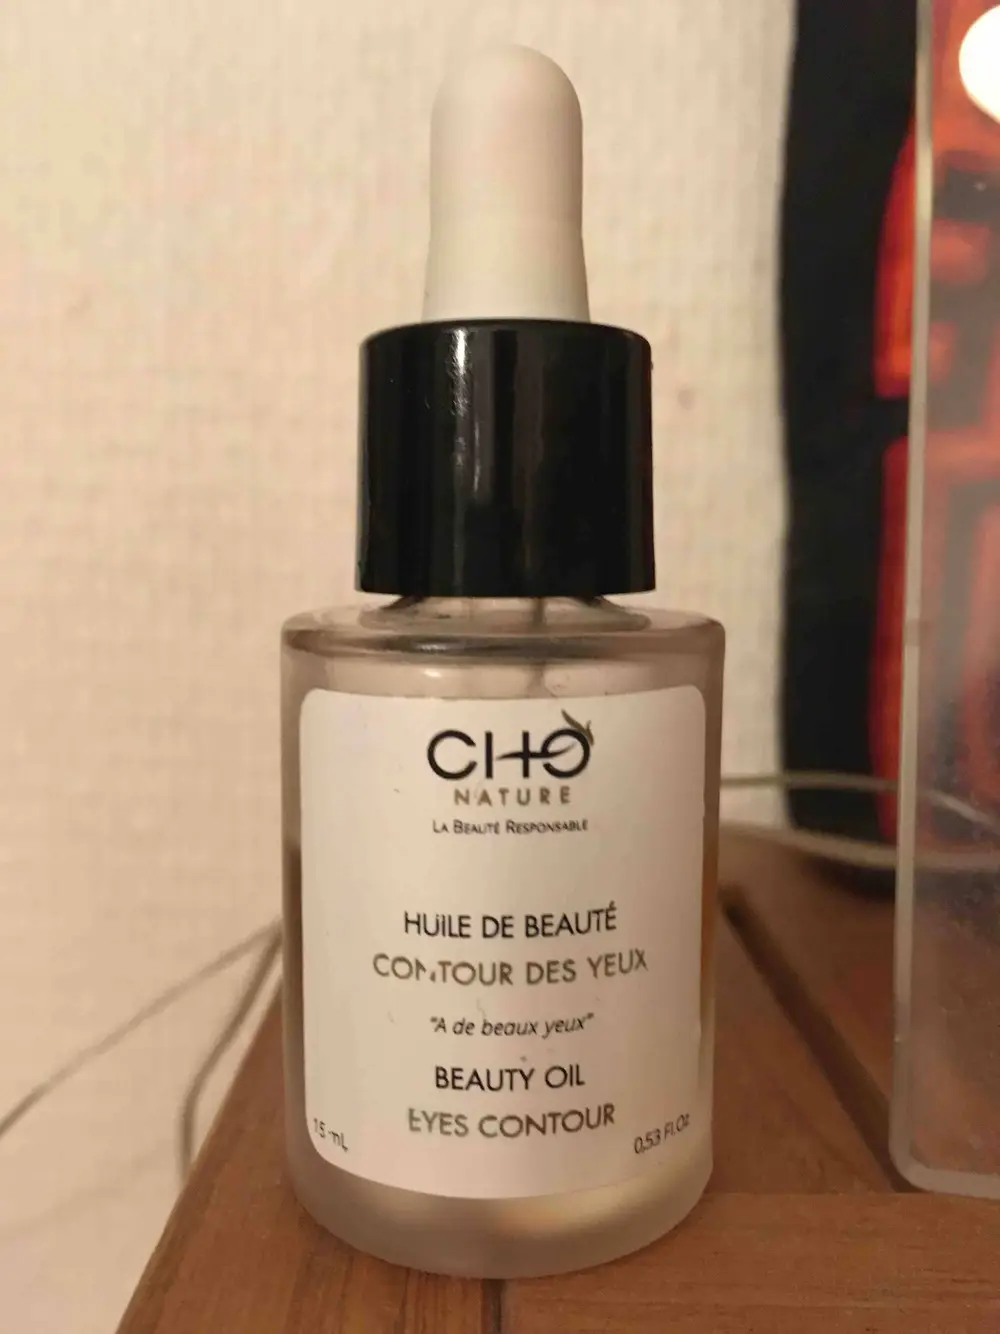 CHO
NATURE
LA BEAUTÉ RESPONSABLE
HUILE DE BEAUTÉ
CONTOUR DES YEUX
"A de beaux yeux"
BEAUTY OIL
EYES CONTOUR
15 mL 0,53 Fl.Oz